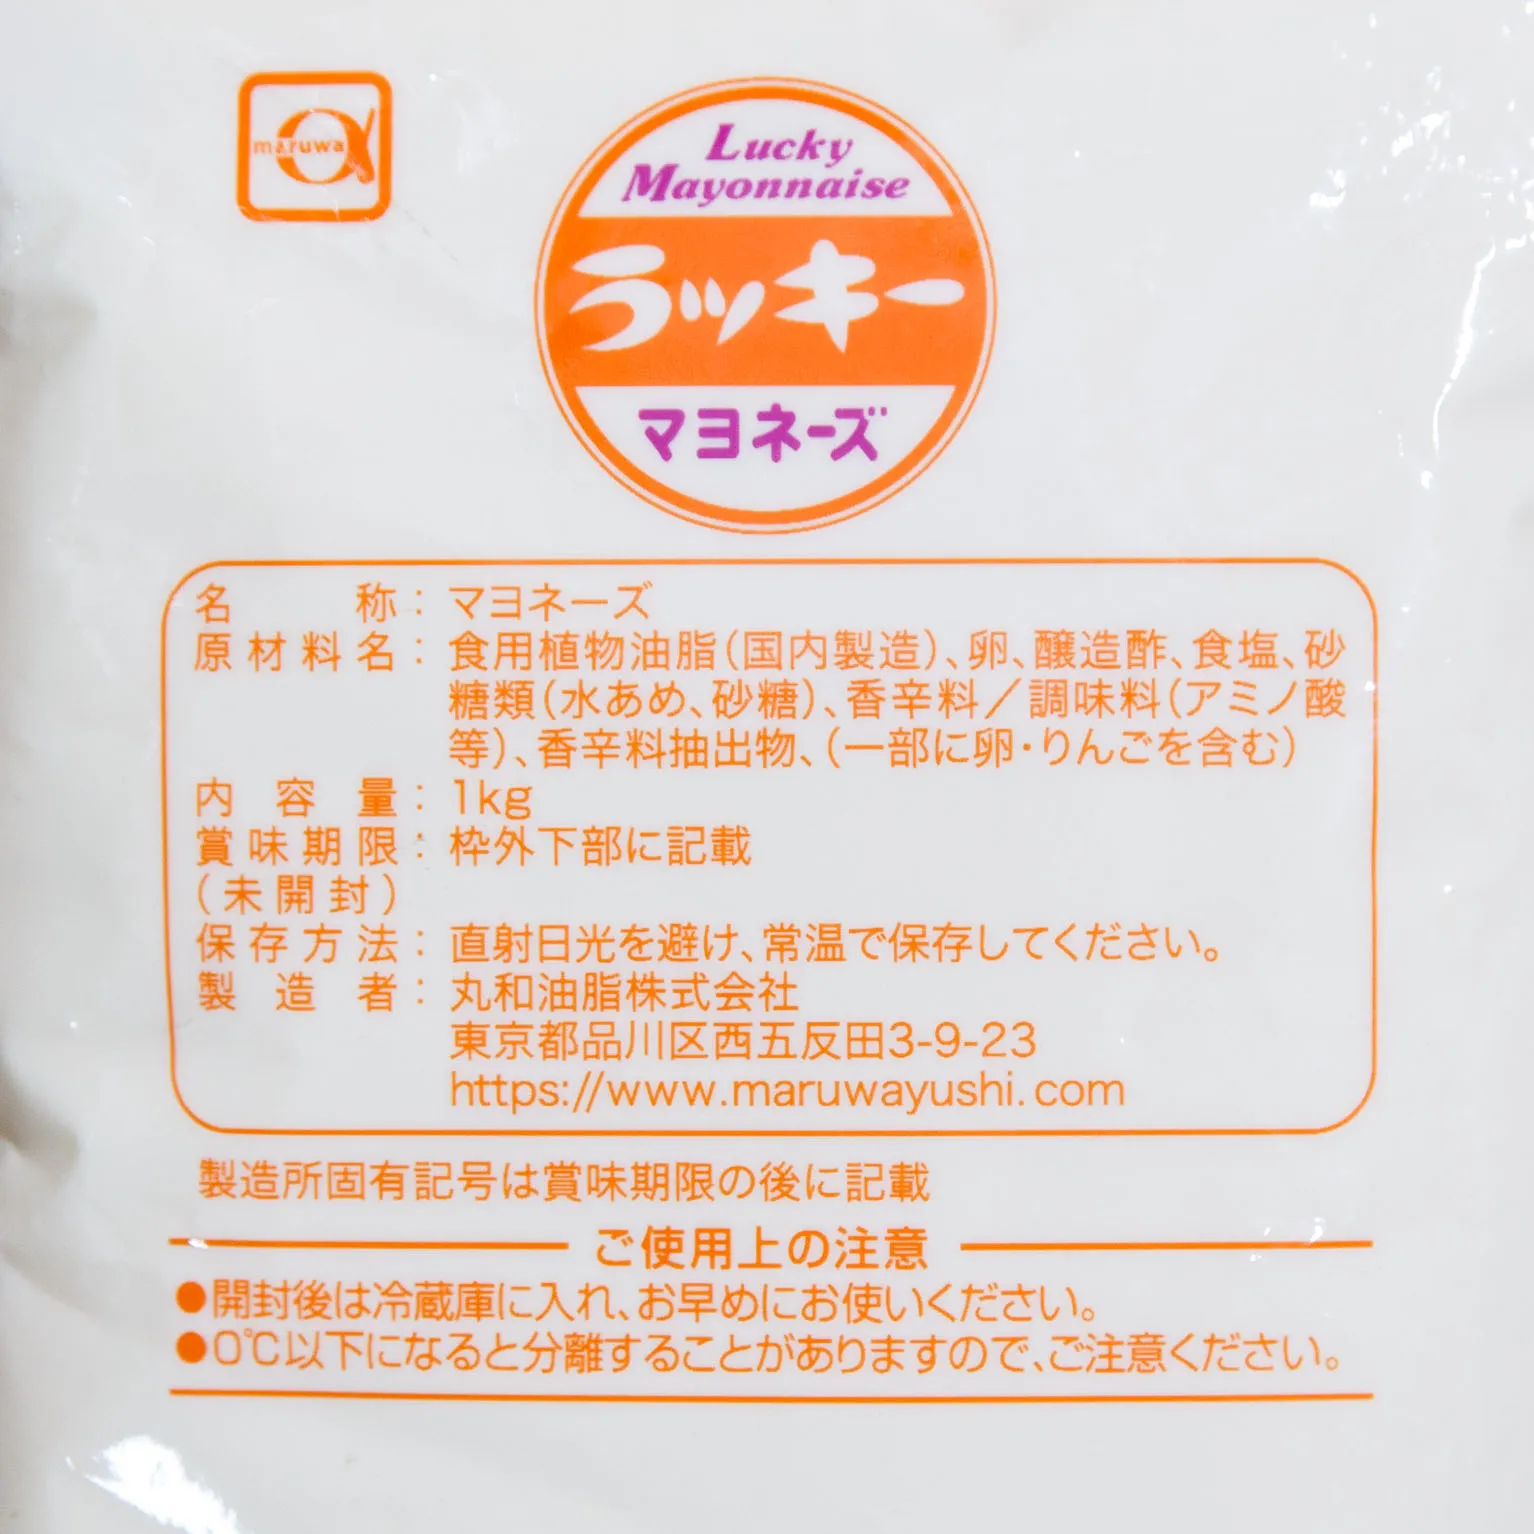 maruwa
Lucky
Mayonnaise
ラッキー
マヨネーズ
名称：マヨネーズ
原材料名：食用植物油脂（国内製造）、卵、醸造酢、食塩、砂
糖類（水あめ、砂糖）、香辛料／調味料（アミノ酸
等）、香辛料抽出物、（一部に卵・りんごを含む）
内容量：1kg
賞味期限：枠外下部に記載
（未開封）
保存方法：直射日光を避け、常温で保存してください。
製造者：丸和油脂株式会社
東京都品川区西五反田3-9-23
https://www.maruwayushi.com
製造所固有記号は賞味期限の後に記載
ご使用上の注意
●開封後は冷蔵庫に入れ、お早めにお使いください。
●0℃以下になると分離することがありますので、ご注意ください。